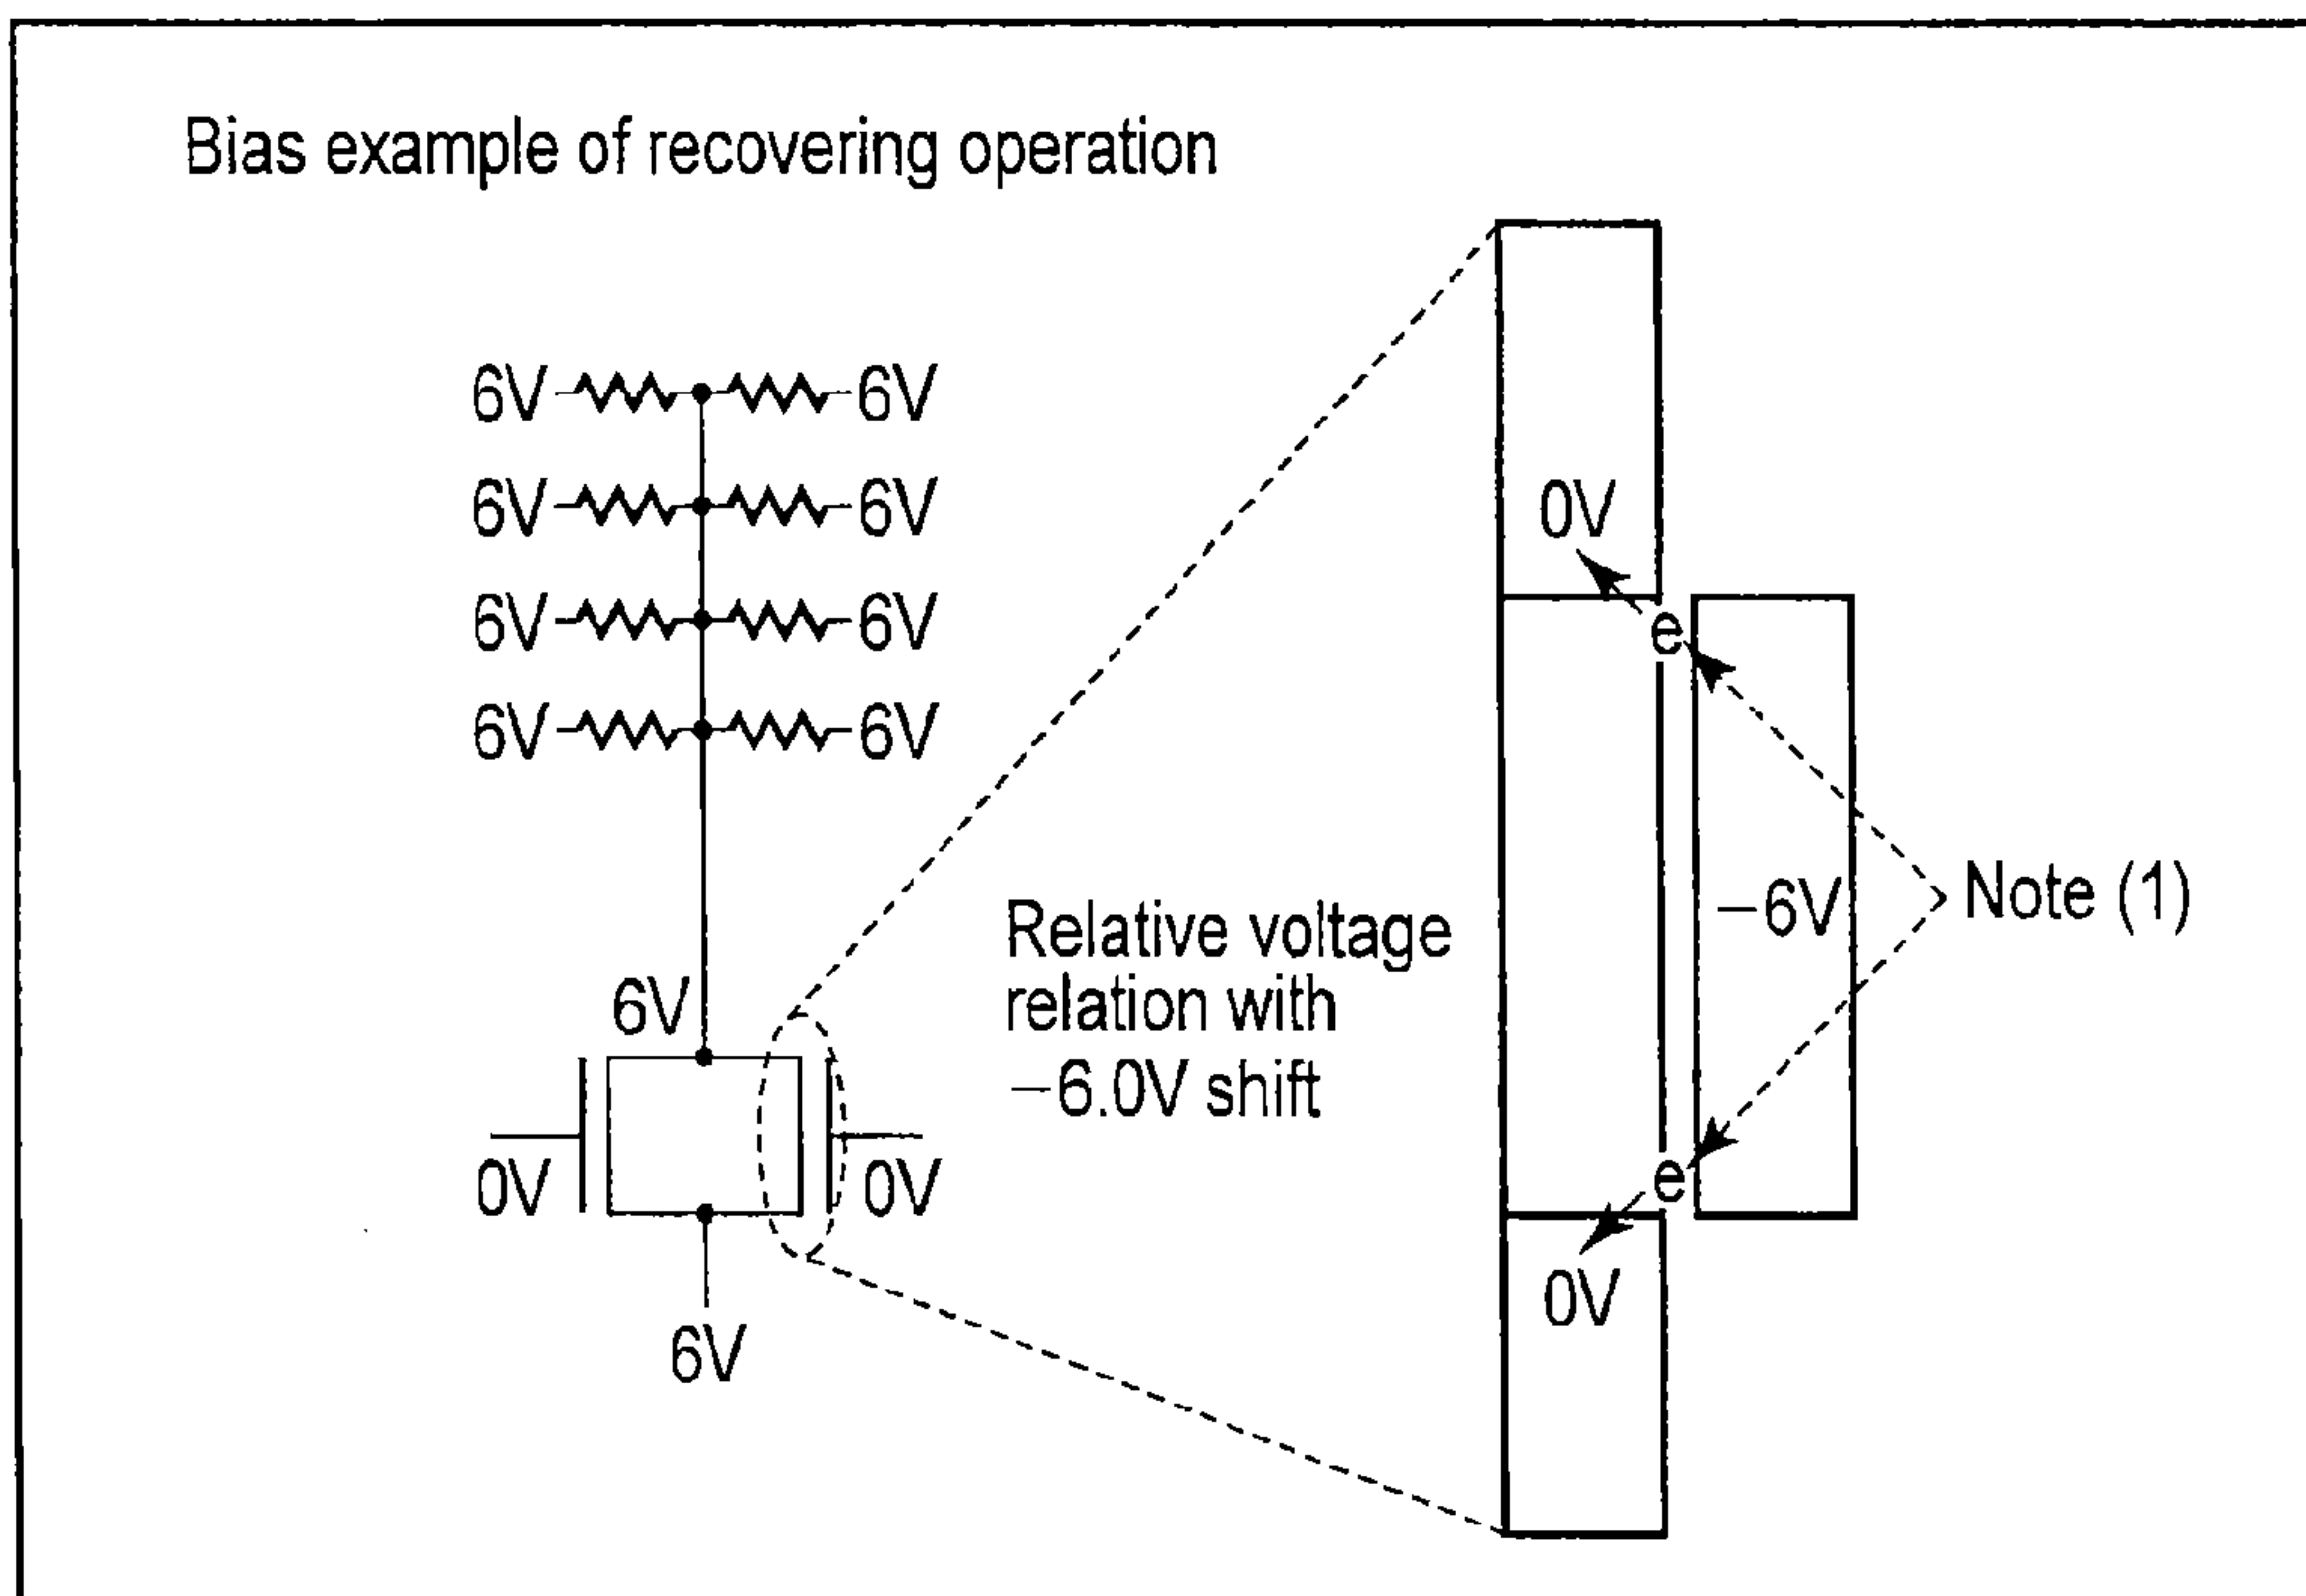 Bias example of recovering operation
6V 6V
6V 6V
6V 6V
6V 6V
6V
0V 0V
6V
Relative voltage
relation with
−6.0V shift
0V
e
−6V
Note (1)
e
0V